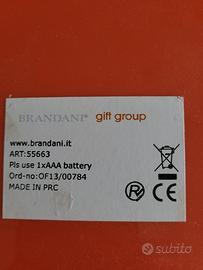 BRANDANI® gift group
www.brandani.it
ART:55663
Pls use 1xAAA battery
Ord-no:OF13/00784
MADE IN PRC
subito